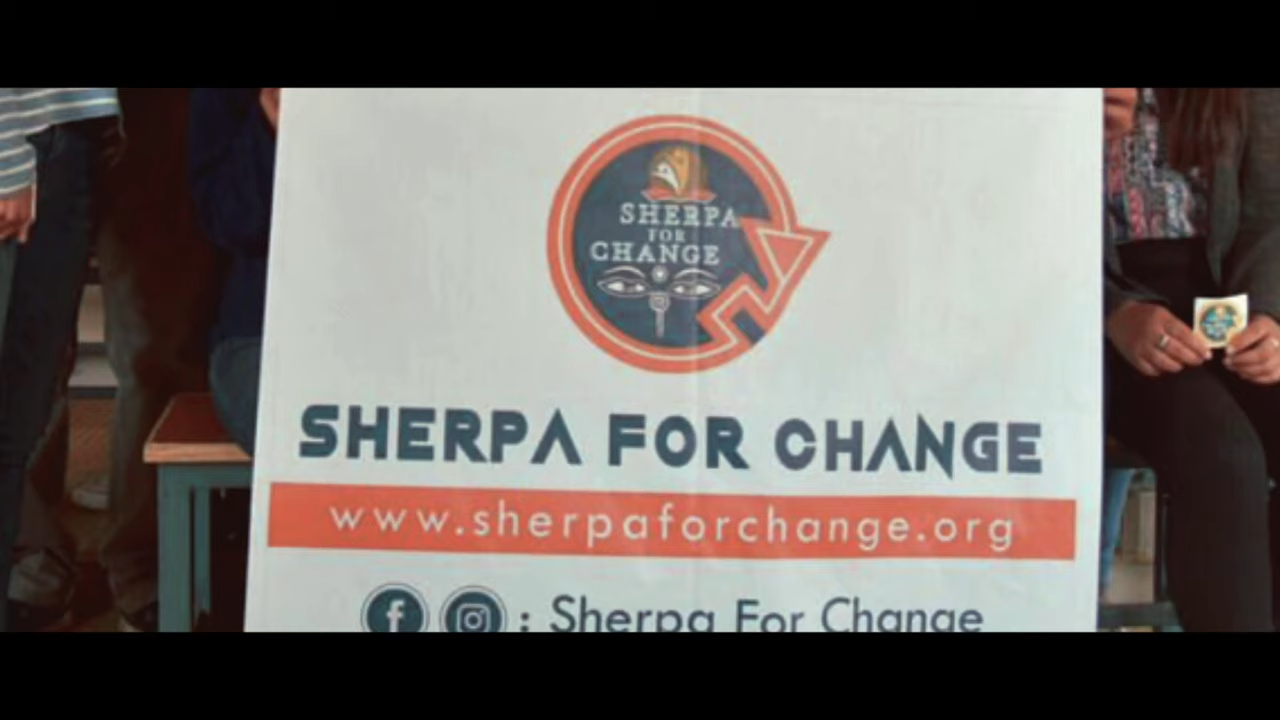 SHERPA
FOR
CHANGE
SHERPA FOR CHANGE
www.sherpaforchange.org
: Sherpa For Change